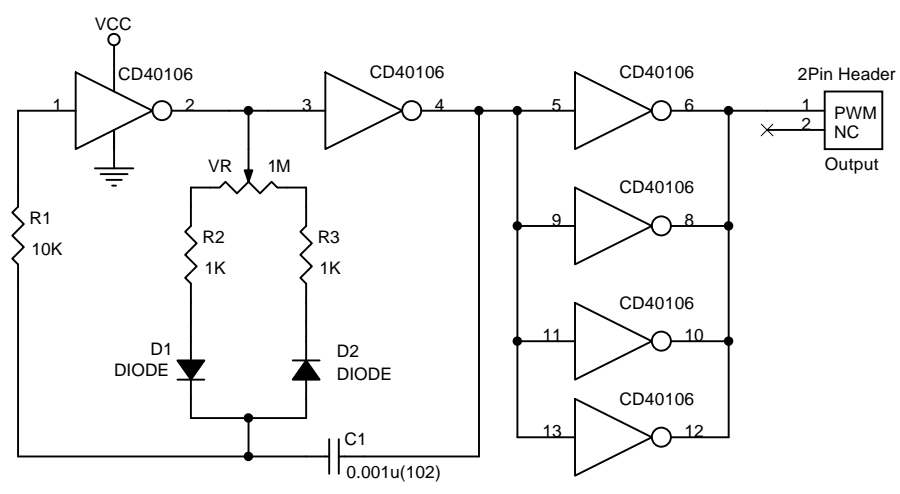 VCC
CD40106
CD40106
CD40106
2Pin Header
1
2
3
4
5
6
1
PWM
2
NC
Output
VR
1M
CD40106
9
8
R1
10K
R2
1K
R3
1K
CD40106
11
10
D1
DIODE
D2
DIODE
CD40106
13
12
C1
0.001u(102)